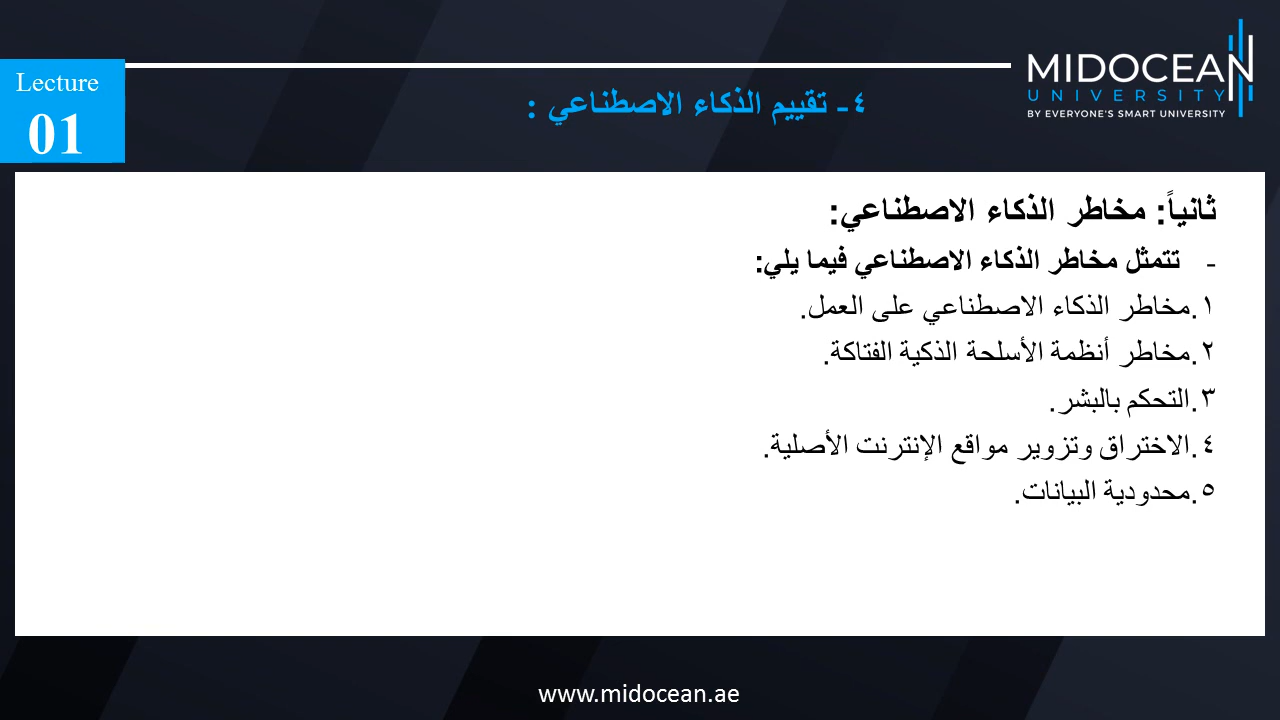 Lecture
01
MIDOCEAN
UNIVERSITY
BY EVERYONE'S SMART UNIVERSITY
٤- تقييم الذكاء الاصطناعي :
ثانياً: مخاطر الذكاء الاصطناعي:
- تتمثل مخاطر الذكاء الاصطناعي فيما يلي:
١.مخاطر الذكاء الاصطناعي على العمل.
٢.مخاطر أنظمة الأسلحة الذكية الفتاكة.
٣.التحكم بالبشر.
٤.الاختراق وتزوير مواقع الإنترنت الأصلية.
٥.محدودية البيانات.
www.midocean.ae